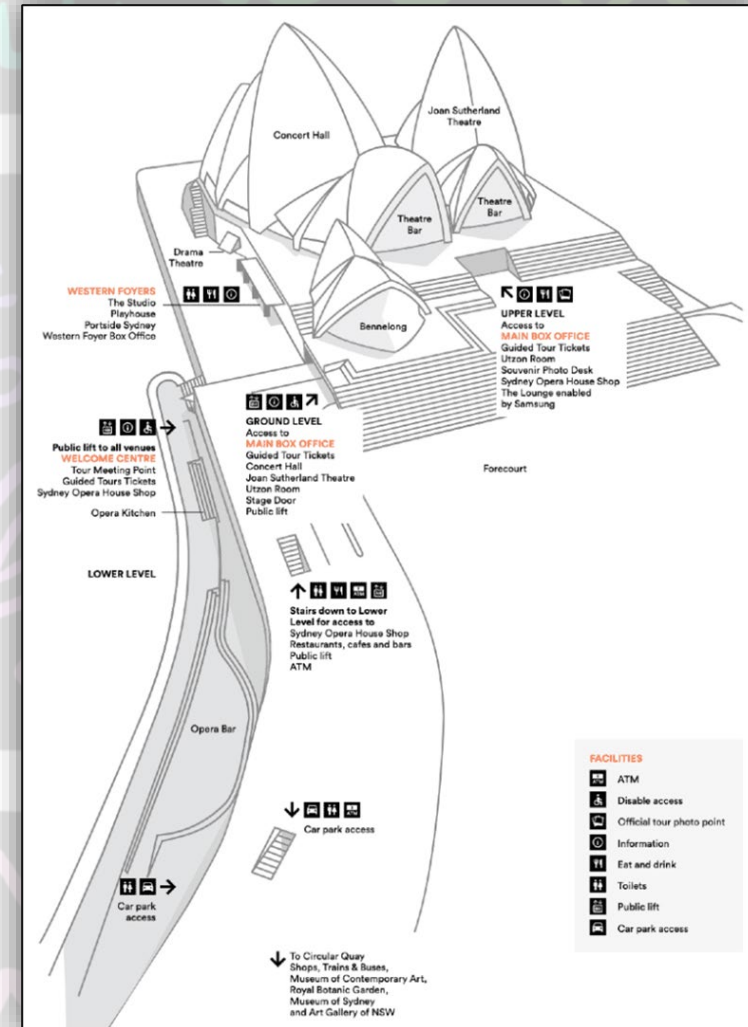 Concert Hall
Joan Sutherland
Theatre
Theatre
Bar
Theatre
Bar
Drama
Theatre
WESTERN FOYERS
The Studio
Playhouse
Portside Sydney
Western Foyer Box Office
Bennelong
UPPER LEVEL
Access to
MAIN BOX OFFICE
Guided Tour Tickets
Utzon Room
Souvenir Photo Desk
Sydney Opera House Shop
The Lounge enabled
by Samsung
GROUND LEVEL
Access to
MAIN BOX OFFICE
Guided Tour Tickets
Concert Hall
Joan Sutherland Theatre
Utzon Room
Stage Door
Public lift
Public lift to all venues
WELCOME CENTRE
Tour Meeting Point
Guided Tours Tickets
Sydney Opera House Shop
Opera Kitchen
Forecourt
LOWER LEVEL
Stairs down to Lower
Level for access to
Sydney Opera House Shop
Restaurants, cafes and bars
Public lift
ATM
Opera Bar
Car park access
Car park
access
To Circular Quay
Shops, Trains & Buses,
Museum of Contemporary Art,
Royal Botanic Garden,
Museum of Sydney
and Art Gallery of NSW
FACILITIES
ATM
Disable access
Official tour photo point
Information
Eat and drink
Toilets
Public lift
Car park access